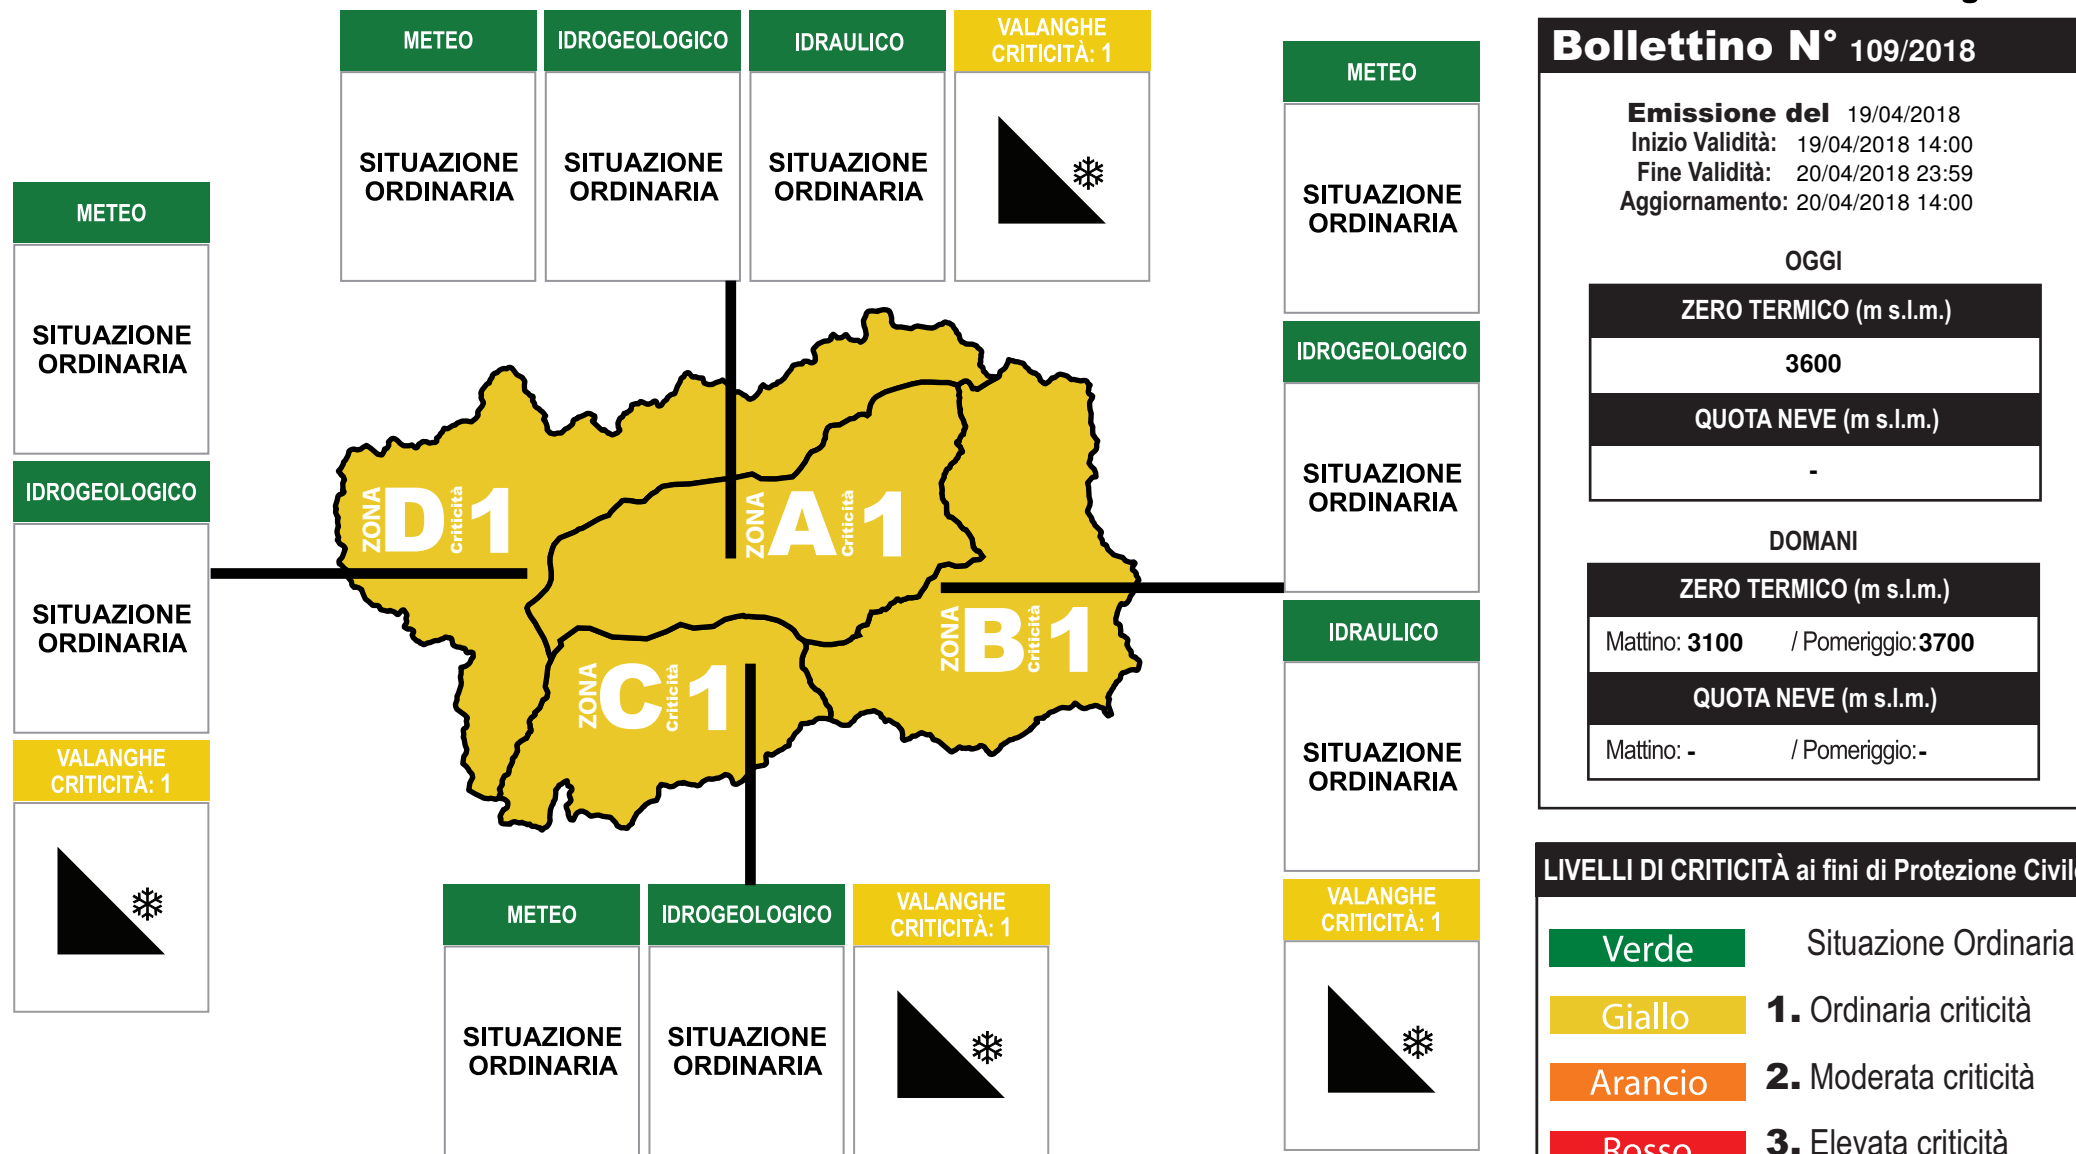 METEO
IDROGEOLOGICO
IDRAULICO
VALANGHE
CRITICITÀ: 1
SITUAZIONE
ORDINARIA
SITUAZIONE
ORDINARIA
SITUAZIONE
ORDINARIA
METEO
SITUAZIONE
ORDINARIA
IDROGEOLOGICO
SITUAZIONE
ORDINARIA
VALANGHE
CRITICITÀ: 1
ZONA D Criticità 1
ZONA A Criticità 1
ZONA B Criticità 1
ZONA C Criticità 1
METEO
IDROGEOLOGICO
VALANGHE
CRITICITÀ: 1
SITUAZIONE
ORDINARIA
SITUAZIONE
ORDINARIA
METEO
SITUAZIONE
ORDINARIA
IDROGEOLOGICO
SITUAZIONE
ORDINARIA
IDRAULICO
SITUAZIONE
ORDINARIA
VALANGHE
CRITICITÀ: 1
Bollettino N° 109/2018
Emissione del 19/04/2018
Inizio Validità: 19/04/2018 14:00
Fine Validità: 20/04/2018 23:59
Aggiornamento: 20/04/2018 14:00
OGGI
ZERO TERMICO (m s.l.m.)
3600
QUOTA NEVE (m s.l.m.)
-
DOMANI
ZERO TERMICO (m s.l.m.)
Mattino: 3100 / Pomeriggio: 3700
QUOTA NEVE (m s.l.m.)
Mattino: - / Pomeriggio: -
LIVELLI DI CRITICITÀ ai fini di Protezione Civile
Verde Situazione Ordinaria
Giallo 1. Ordinaria criticità
Arancio 2. Moderata criticità
Rosso 3. Elevata criticità